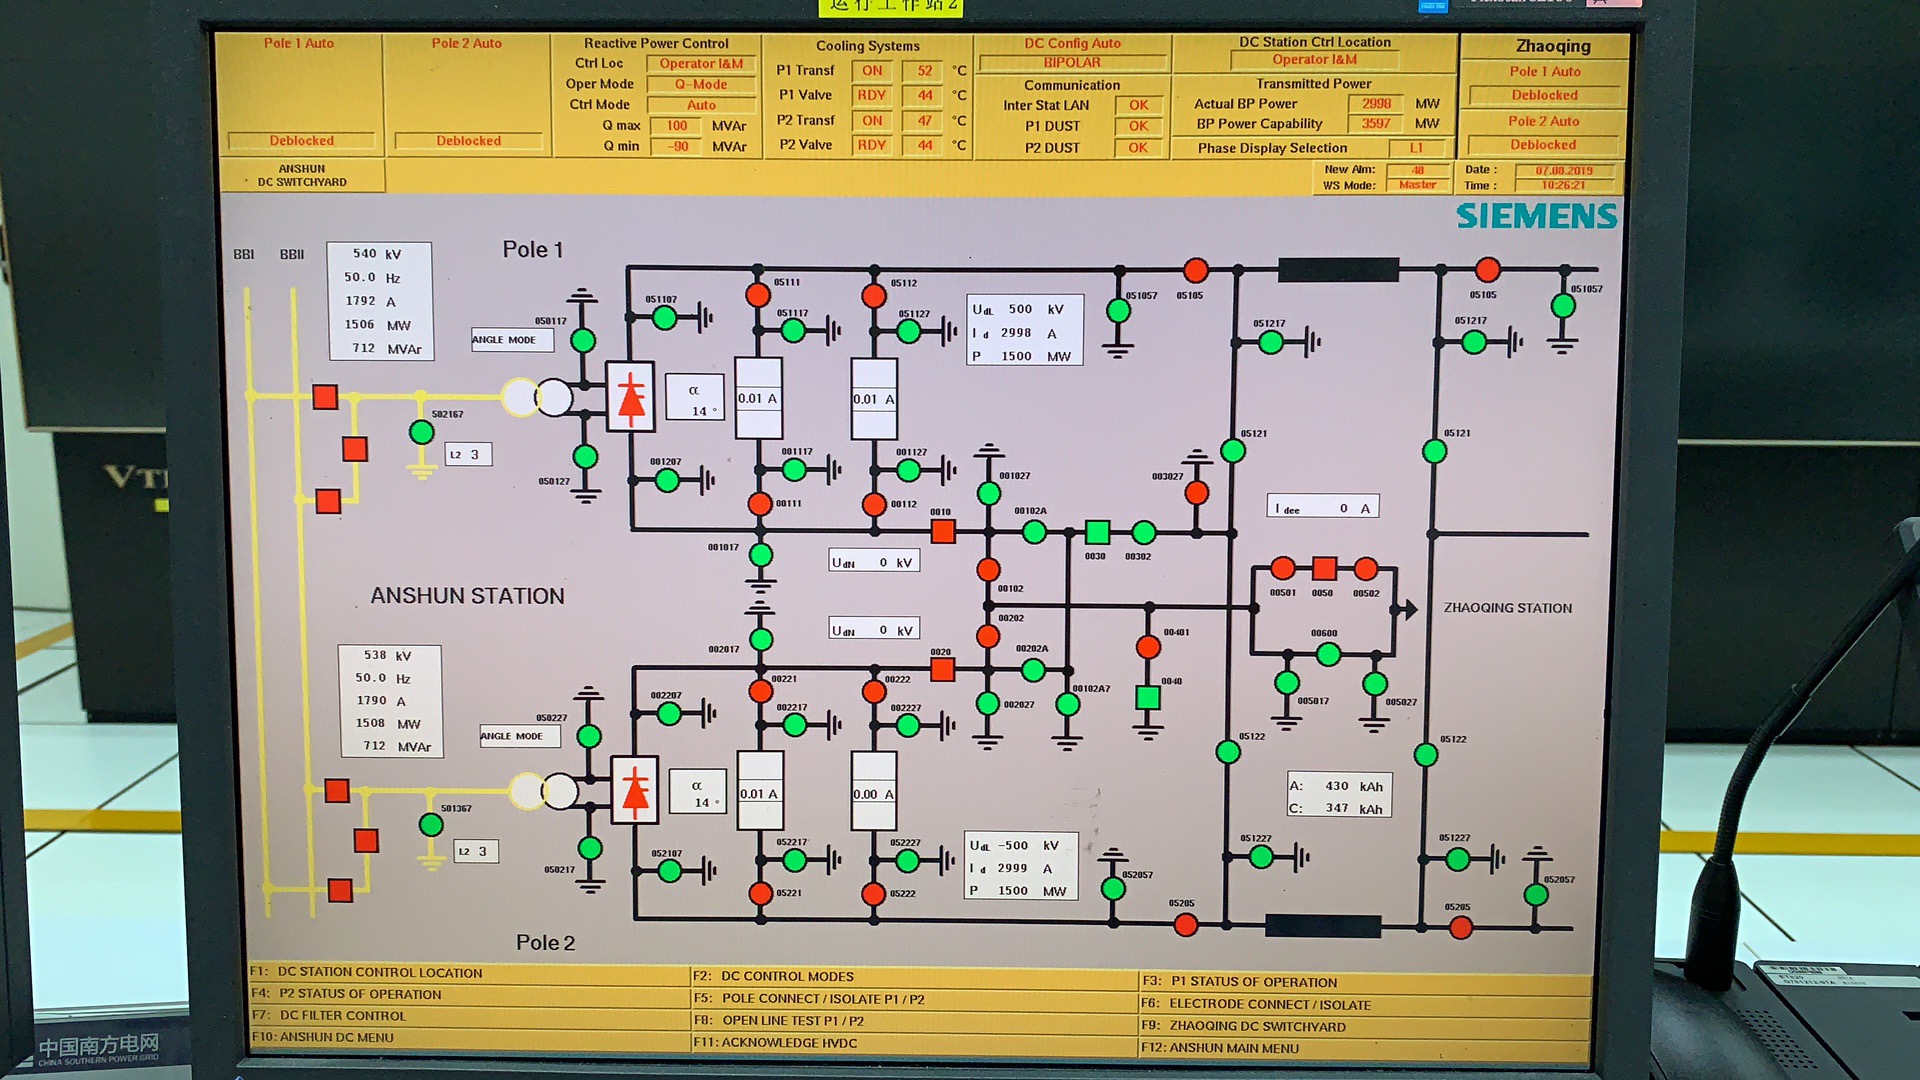 运行工作站2
Pole 1 Auto
Deblocked
Pole 2 Auto
Deblocked
Reactive Power Control
Ctrl Loc Operator I&M
Oper Mode Q-Mode
Ctrl Mode Auto
Q max 100 MVAr
Q min -90 MVAr
Cooling Systems
P1 Transf ON 52 °C
P1 Valve RDY 44 °C
P2 Transf ON 47 °C
P2 Valve RDY 44 °C
DC Config Auto
BIPOLAR
Communication
Inter Stat LAN OK
P1 DUST OK
P2 DUST OK
DC Station Ctrl Location
Operator I&M
Transmitted Power
Actual BP Power 2998 MW
BP Power Capability 3597 MW
Phase Display Selection L1
Zhaoqing
Pole 1 Auto
Deblocked
Pole 2 Auto
Deblocked
ANSHUN
DC SWITCHYARD
New Alm: 40
WS Mode: Master
Date : 07.08.2019
Time : 10:26:21
SIEMENS
BBI BBII
540 kV
50.0 Hz
1792 A
1506 MW
712 MVAr
Pole 1
ANGLE MODE
050117
051107
05111
05112
051117
051127
UdL 500 kV
Id 2998 A
P 1500 MW
051057
05105
05105
051057
051217
051217
α
14 °
0.01 A
0.01 A
502167
L2 3
050127
001207
001117
001127
00111
00112
001027
003027
05121
05121
0010
00102A
0030
00302
Idee 0 A
001017
UdN 0 kV
00102
00501
0050
00502
ANSHUN STATION
ZHAOQING STATION
UdN 0 kV
00202
00401
00600
002017
0020
00202A
538 kV
50.0 Hz
1790 A
1508 MW
712 MVAr
050227
ANGLE MODE
002207
00221
00222
002217
002227
002027
00102A7
0040
005017
005027
05122
05122
α
14 °
0.01 A
0.00 A
A: 430 kAh
C: 347 kAh
501367
L2 3
050217
052107
052217
052227
UdL -500 kV
Id 2999 A
P 1500 MW
051227
051227
052057
052057
05221
05222
05205
05205
Pole 2
F1: DC STATION CONTROL LOCATION
F2: DC CONTROL MODES
F3: P1 STATUS OF OPERATION
F4: P2 STATUS OF OPERATION
F5: POLE CONNECT / ISOLATE P1 / P2
F6: ELECTRODE CONNECT / ISOLATE
F7: DC FILTER CONTROL
F8: OPEN LINE TEST P1 / P2
F9: ZHAOQING DC SWITCHYARD
F10: ANSHUN DC MENU
F11: ACKNOWLEDGE HVDC
F12: ANSHUN MAIN MENU
中国南方电网
CHINA SOUTHERN POWER GRID